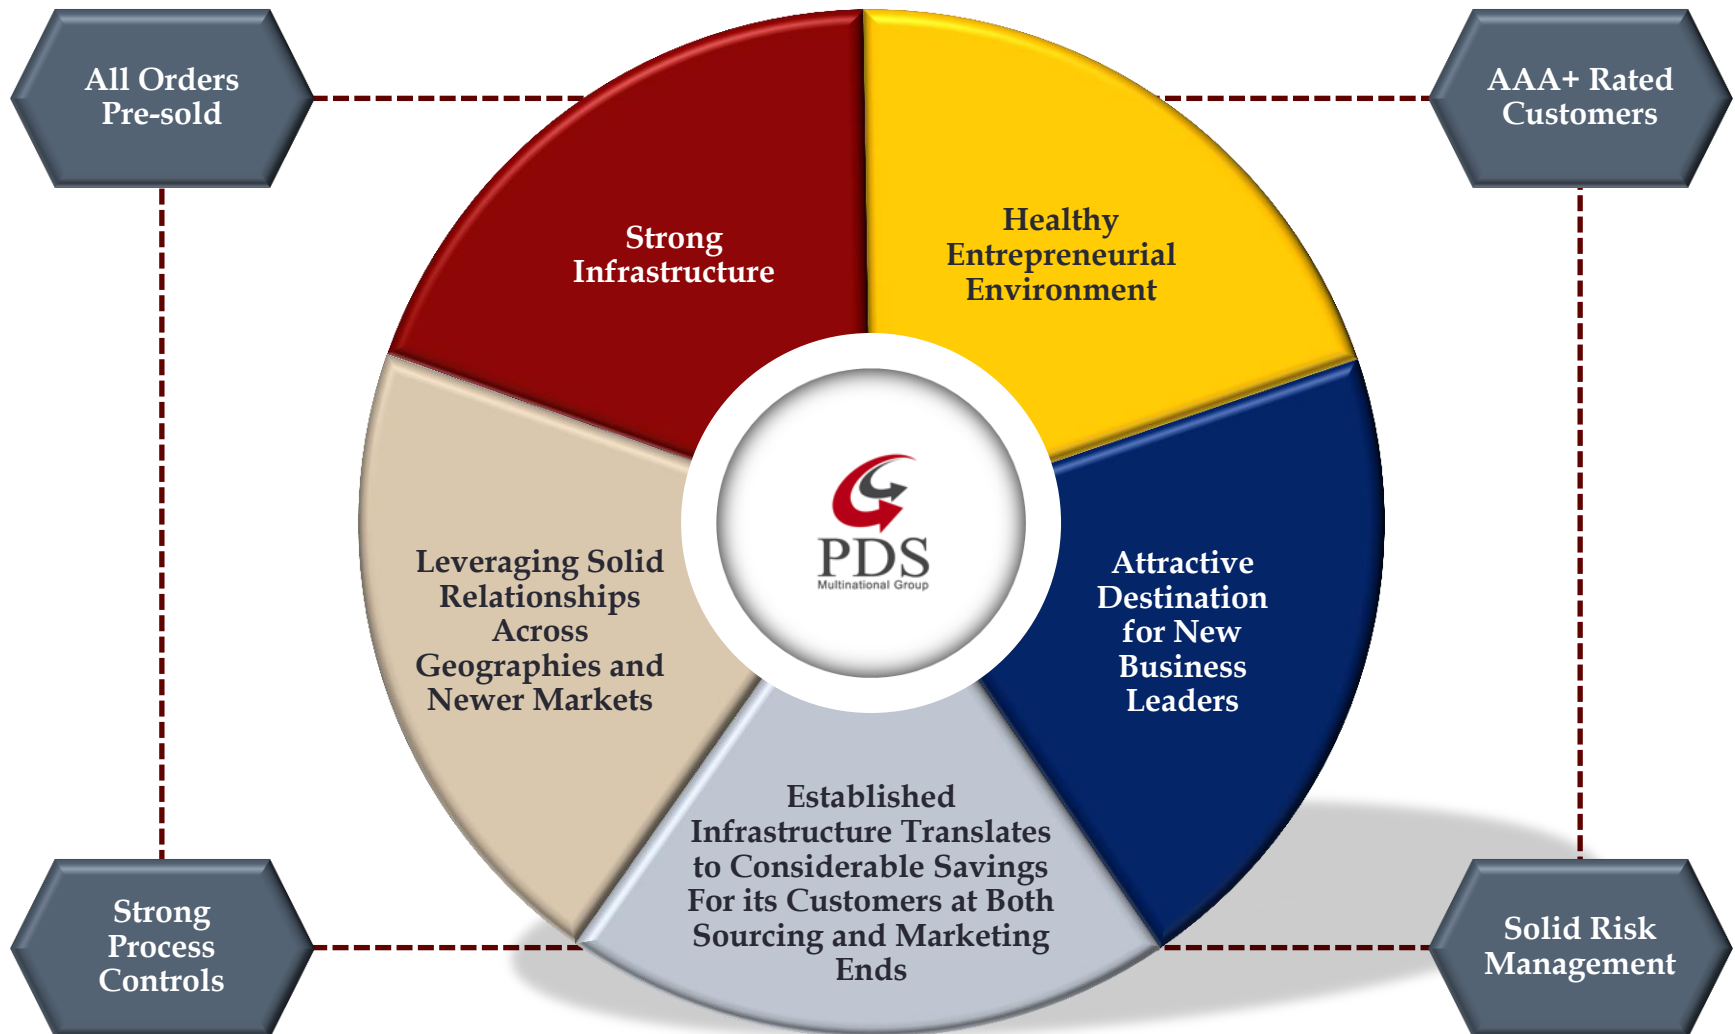 All Orders
Pre-sold
AAA+ Rated
Customers
Strong
Infrastructure
Healthy
Entrepreneurial
Environment
Leveraging Solid
Relationships
Across
Geographies and
Newer Markets
PDS
Multinational Group
Attractive
Destination
for New
Business
Leaders
Established
Infrastructure Translates
to Considerable Savings
For its Customers at Both
Sourcing and Marketing
Ends
Strong
Process
Controls
Solid Risk
Management